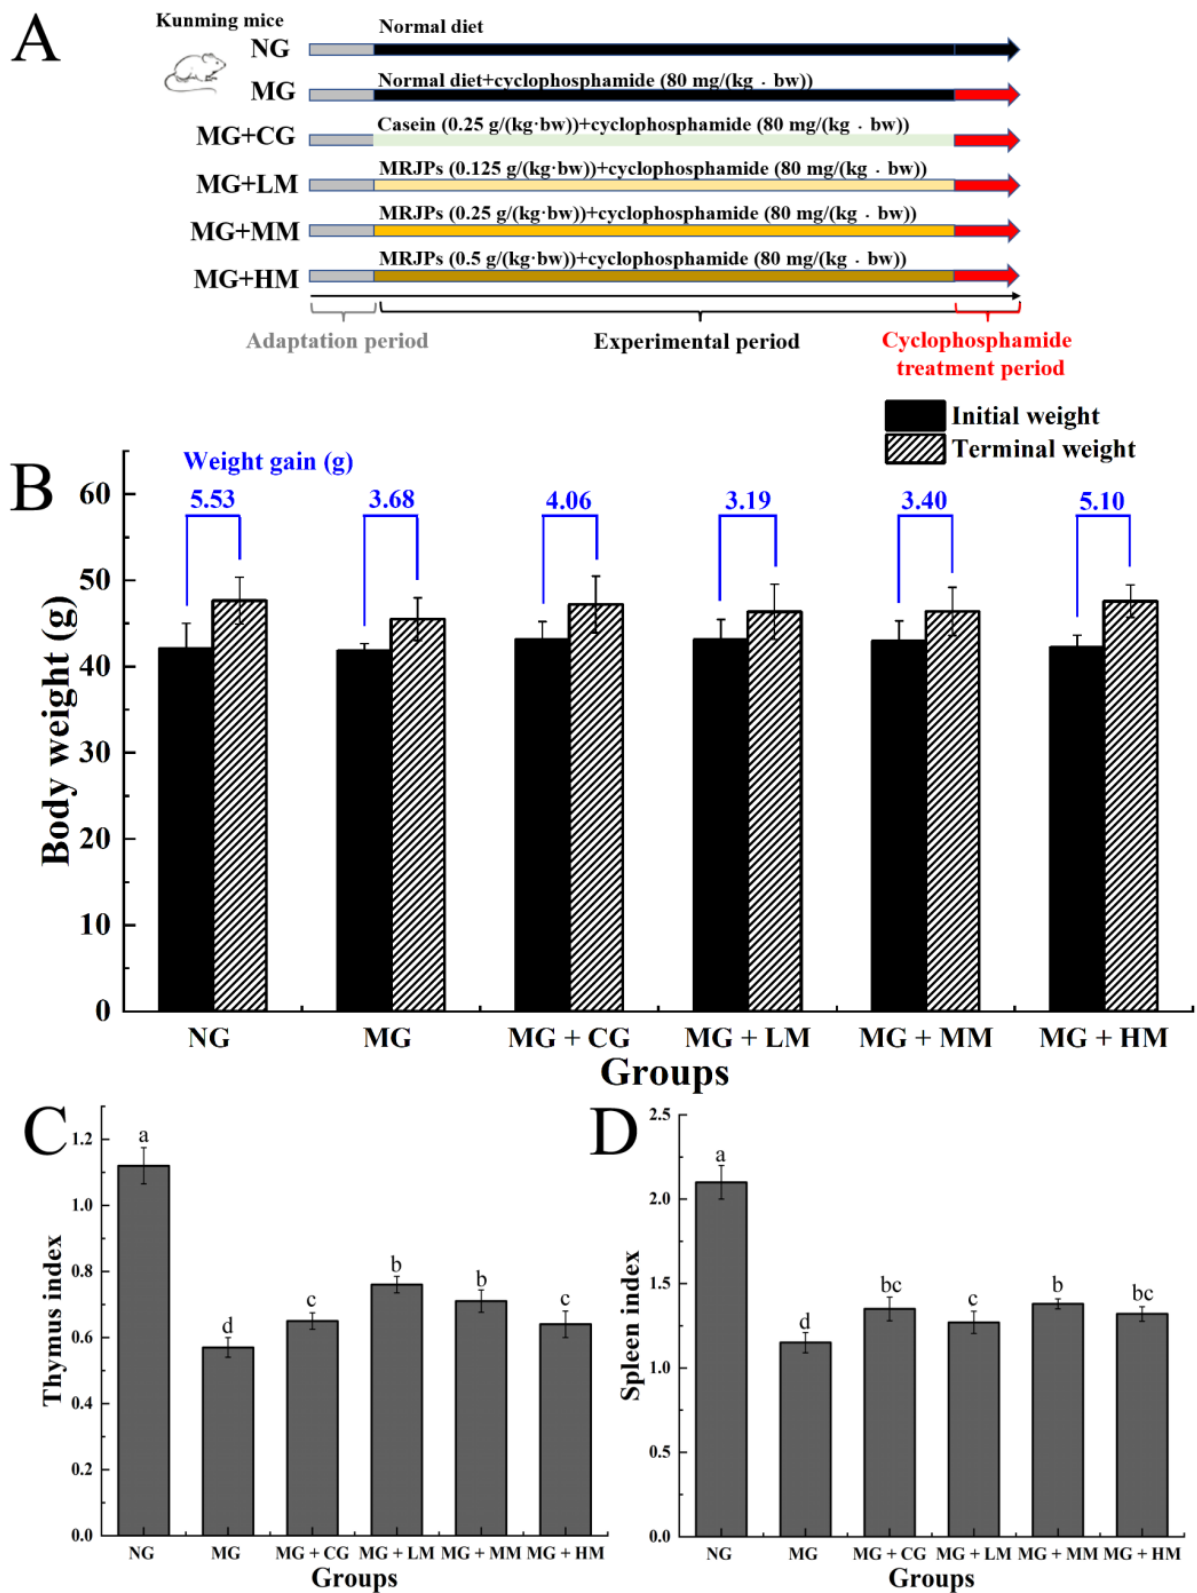 A
Kunming mice
NG
Normal diet
MG
Normal diet+cyclophosphamide (80 mg/(kg · bw))
MG+CG
Casein (0.25 g/(kg·bw))+cyclophosphamide (80 mg/(kg · bw))
MG+LM
MRJPs (0.125 g/(kg·bw))+cyclophosphamide (80 mg/(kg · bw))
MG+MM
MRJPs (0.25 g/(kg·bw))+cyclophosphamide (80 mg/(kg · bw))
MG+HM
MRJPs (0.5 g/(kg·bw))+cyclophosphamide (80 mg/(kg · bw))
Adaptation period
Experimental period
Cyclophosphamide
treatment period
B
Initial weight
Terminal weight
Weight gain (g)
5.53 3.68 4.06 3.19 3.40 5.10
Body weight (g)
60
50
40
30
20
10
0
NG MG MG + CG MG + LM MG + MM MG + HM
Groups
C
Thymus index
1.2
1.0
0.8
0.6
0.4
0.2
0.0
a d c b b c
NG MG MG + CG MG + LM MG + MM MG + HM
Groups
D
Spleen index
2.5
2.0
1.5
1.0
0.5
0.0
a d bc c b bc
NG MG MG + CG MG + LM MG + MM MG + HM
Groups